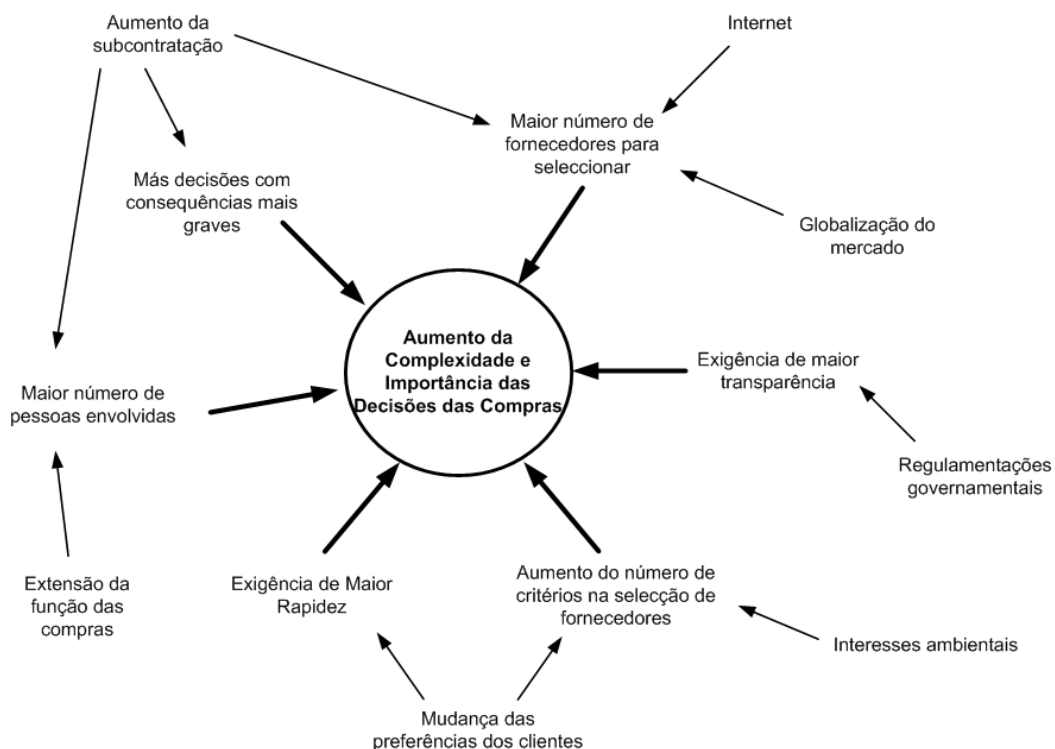 Aumento da
subcontratação
Internet
Maior número de
fornecedores para
seleccionar
Más decisões com
consequências mais
graves
Globalização do
mercado
Aumento da
Complexidade e
Importância das
Decisões das Compras
Exigência de maior
transparência
Maior número de
pessoas envolvidas
Regulamentações
governamentais
Extensão da
função das
compras
Exigência de Maior
Rapidez
Aumento do número de
critérios na selecção de
fornecedores
Interesses ambientais
Mudança das
preferências dos clientes